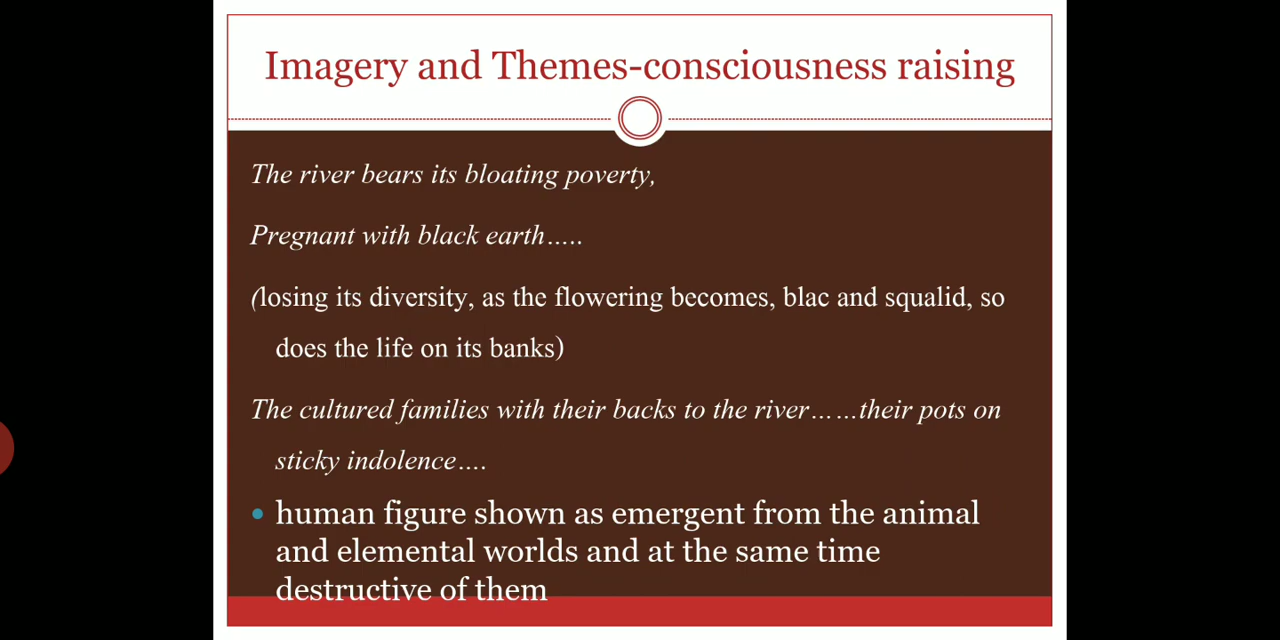 Imagery and Themes-consciousness raising
The river bears its bloating poverty,
Pregnant with black earth…..
(losing its diversity, as the flowering becomes, blac and squalid, so
does the life on its banks)
The cultured families with their backs to the river……their pots on
sticky indolence….
• human figure shown as emergent from the animal
and elemental worlds and at the same time
destructive of them